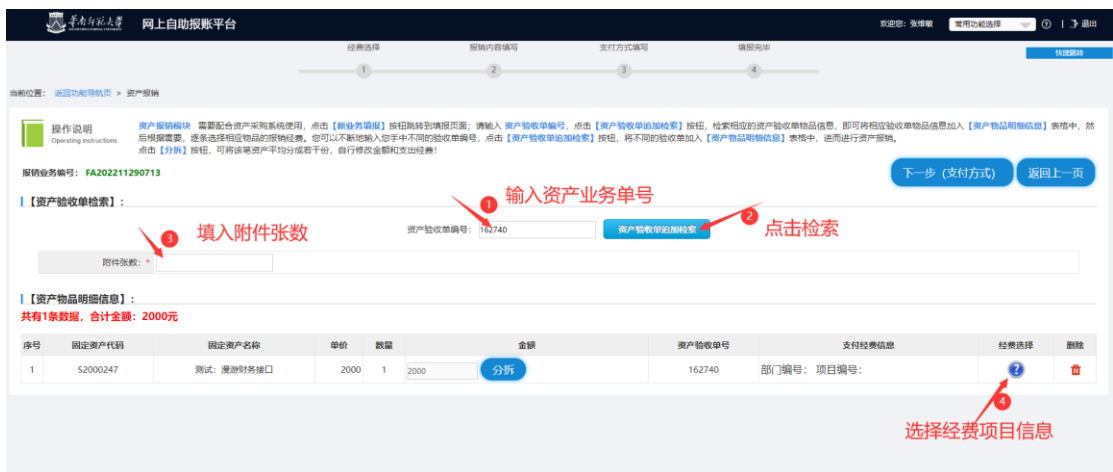 华南师范大学 网上自助报账平台 欢迎您：张惟敏 常用功能选择 退出
经费选择 报销内容填写 支付方式填写 填报完毕
1 2 3 4
快捷删除
当前位置： 返回功能导航页 > 资产报销
操作说明
Operating Instructions
资产报销模块 需要配合资产采购系统使用，点击【新业务填报】按钮跳转到填报页面；请输入 资产验收单编号，点击【资产验收单追加检索】按钮，检索相应的资产验收单物品信息，即可将相应验收单物品信息加入【资产物品明细信息】表格中，然
后根据需要，逐条选择相应物品的报销经费。您可以不断地输入您手中不同的验收单编号，点击【资产验收单追加检索】按钮，将不同的验收单加入【资产物品明细信息】表格中，进而进行资产报销。
点击【分拆】按钮，可将该笔资产平均分成若干份，自行修改金额和支出经费！
报销业务编号： FA202211290713
下一步（支付方式） 返回上一页
【资产验收单检索】：
1 输入资产业务单号
资产验收单编号： 162740 资产验收单追加检索 2 点击检索
3 填入附件张数
附件张数：*
【资产物品明细信息】：
共有1条数据，合计金额：2000元
序号 固定资产代码 固定资产名称 单价 数量 金额 资产验收单号 支付经费信息 经费选择 删除
1 S2000247 测试：漫游财务接口 2000 1 2000 分拆 162740 部门编号： 项目编号： ?
4
选择经费项目信息